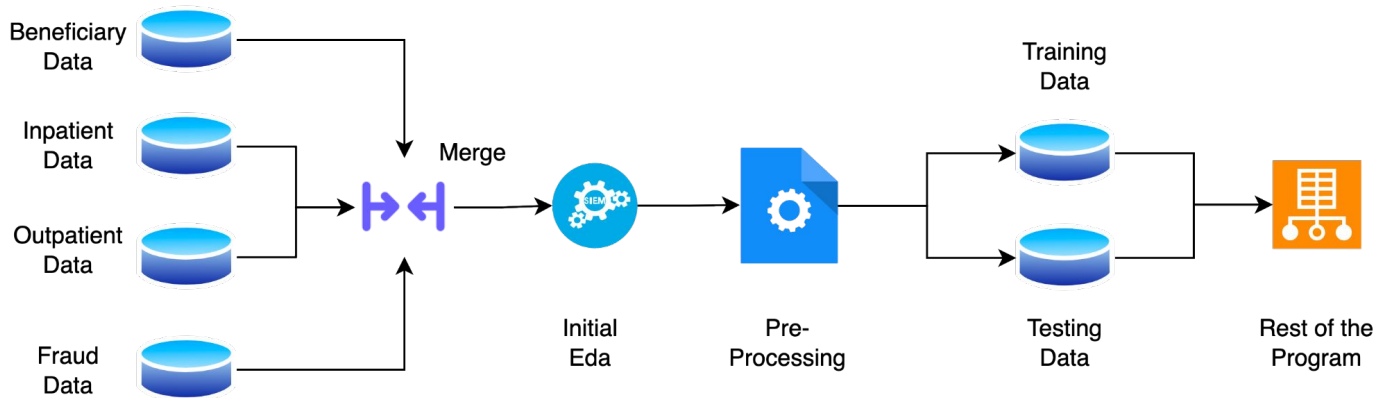 Beneficiary
Data
Inpatient
Data
Outpatient
Data
Fraud
Data
Merge
SIEM
Initial
Eda
Pre-
Processing
Training
Data
Testing
Data
Rest of the
Program